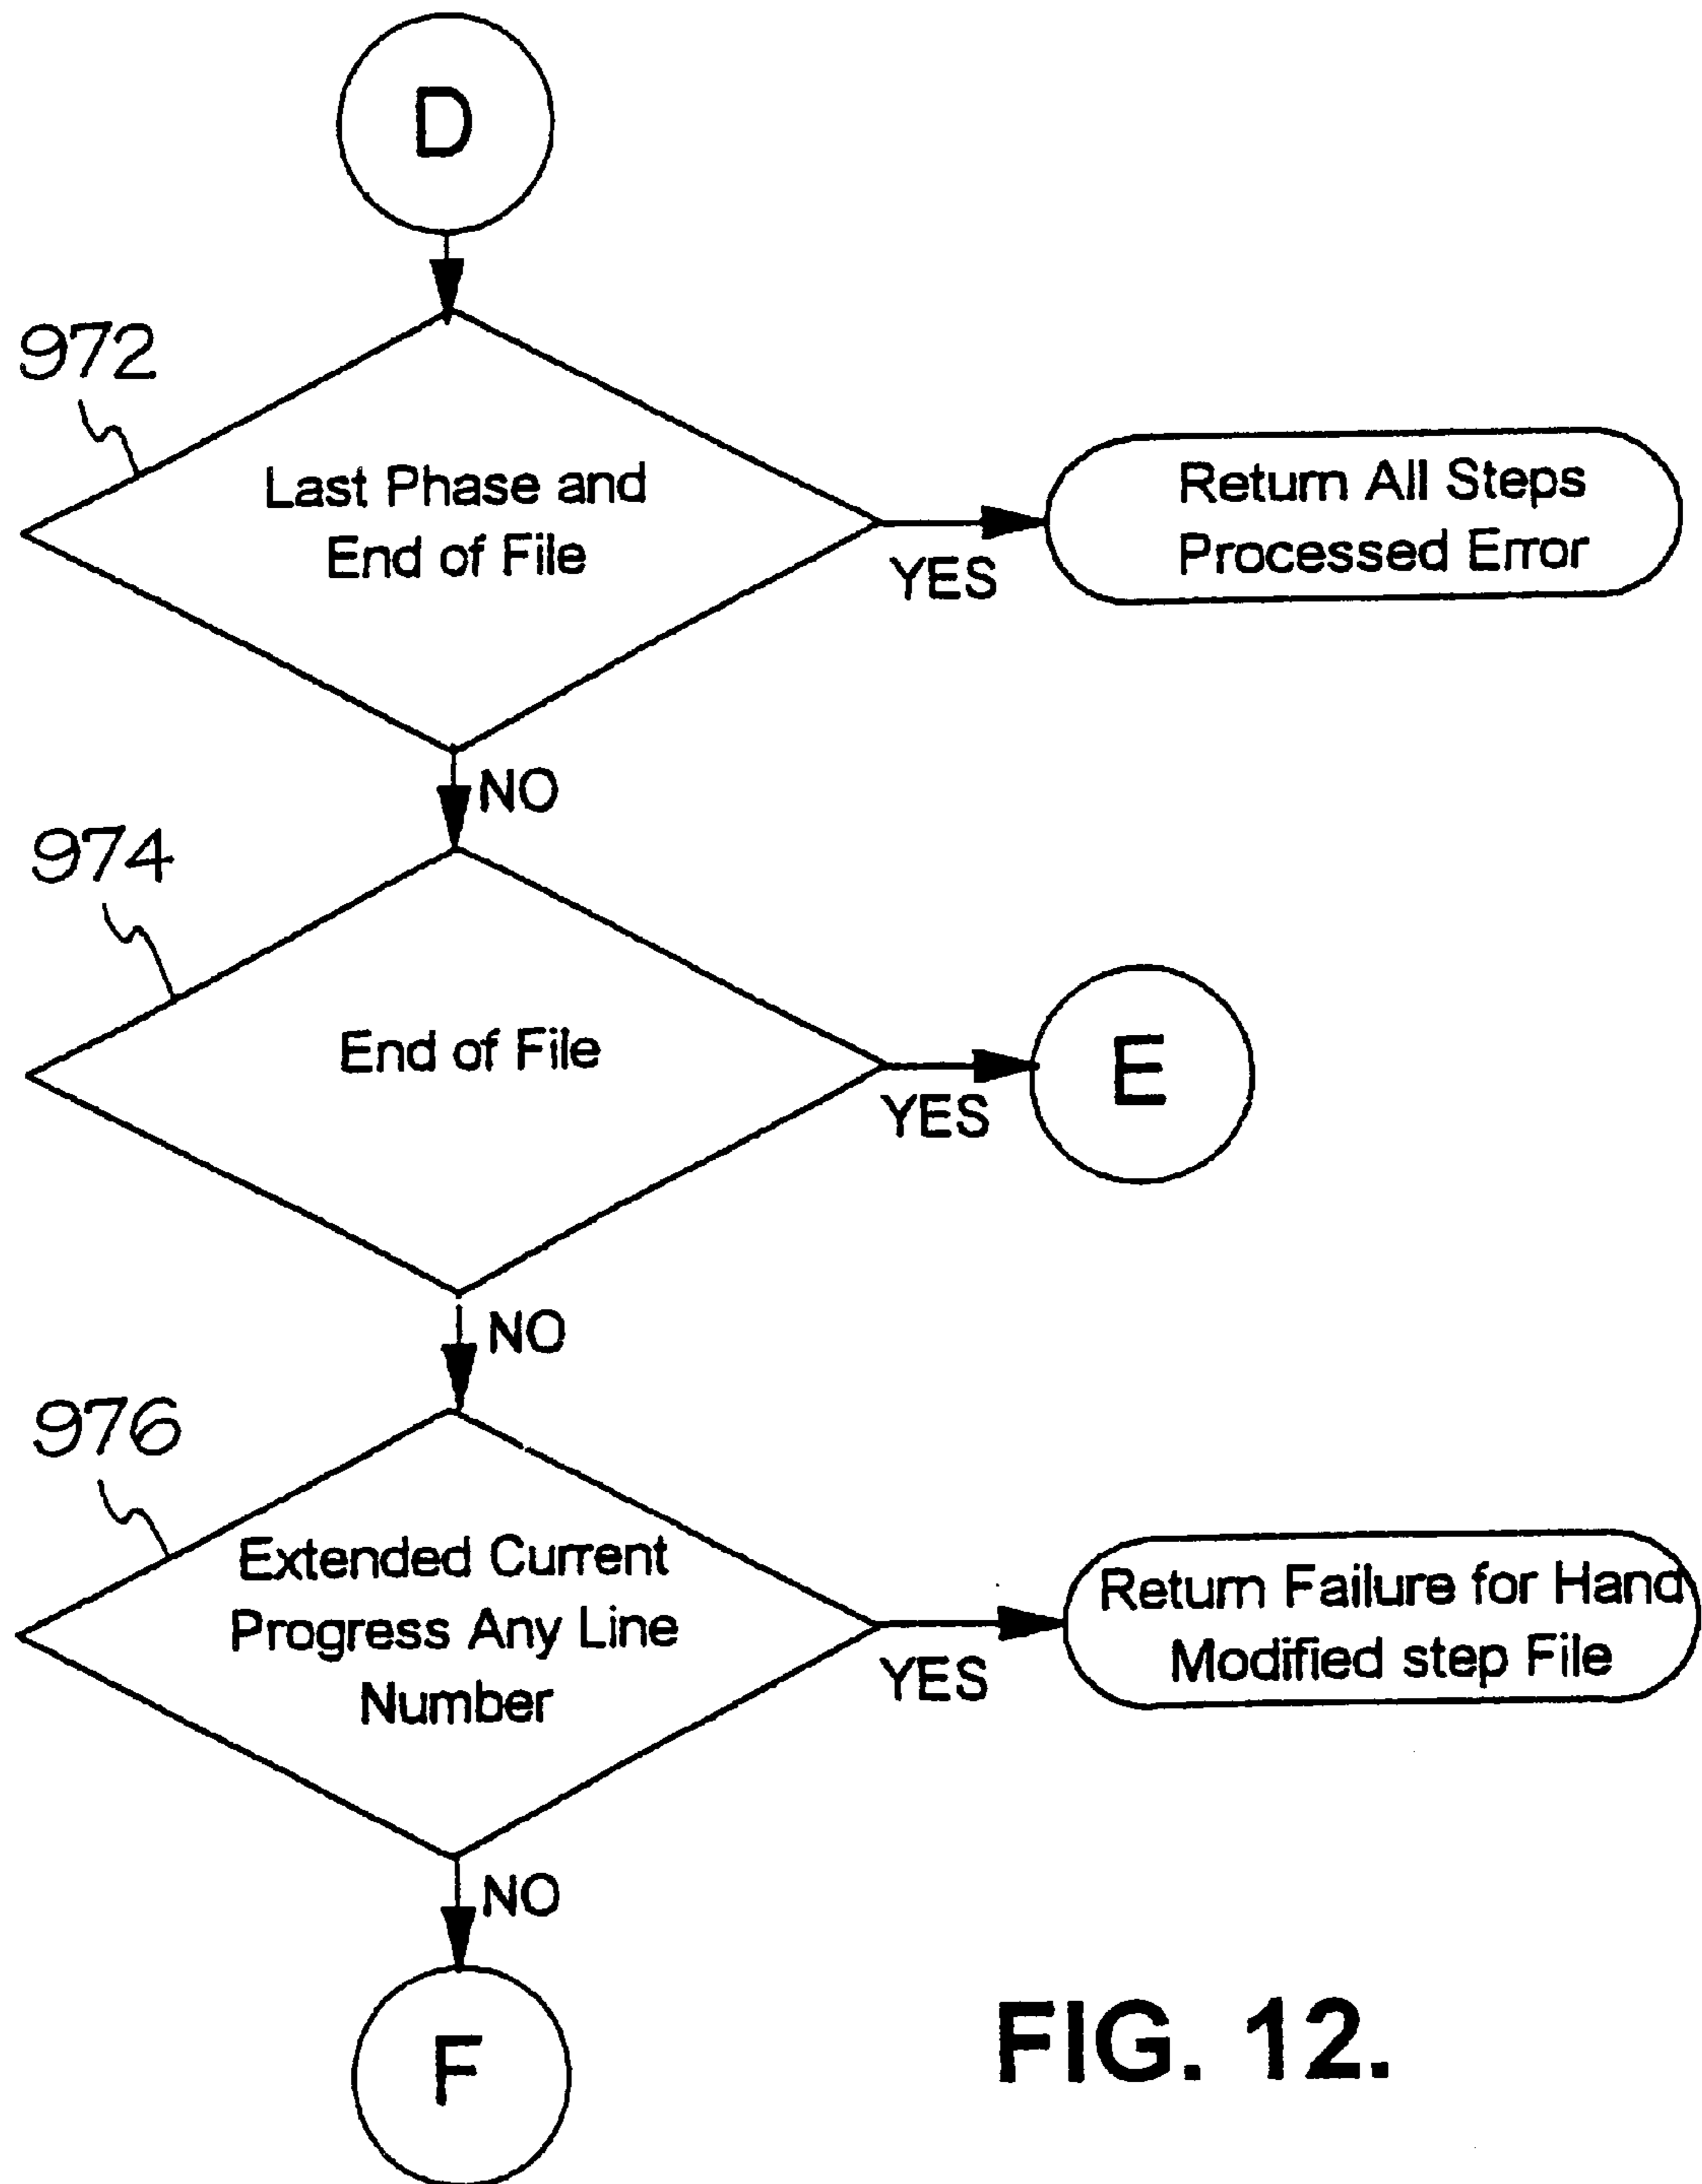 D
972
Last Phase and
End of File
YES
Return All Steps
Processed Error
NO
974
End of File
YES
E
NO
976
Extended Current
Progress Any Line
Number
YES
Return Failure for Hand
Modified step File
NO
F
FIG. 12.